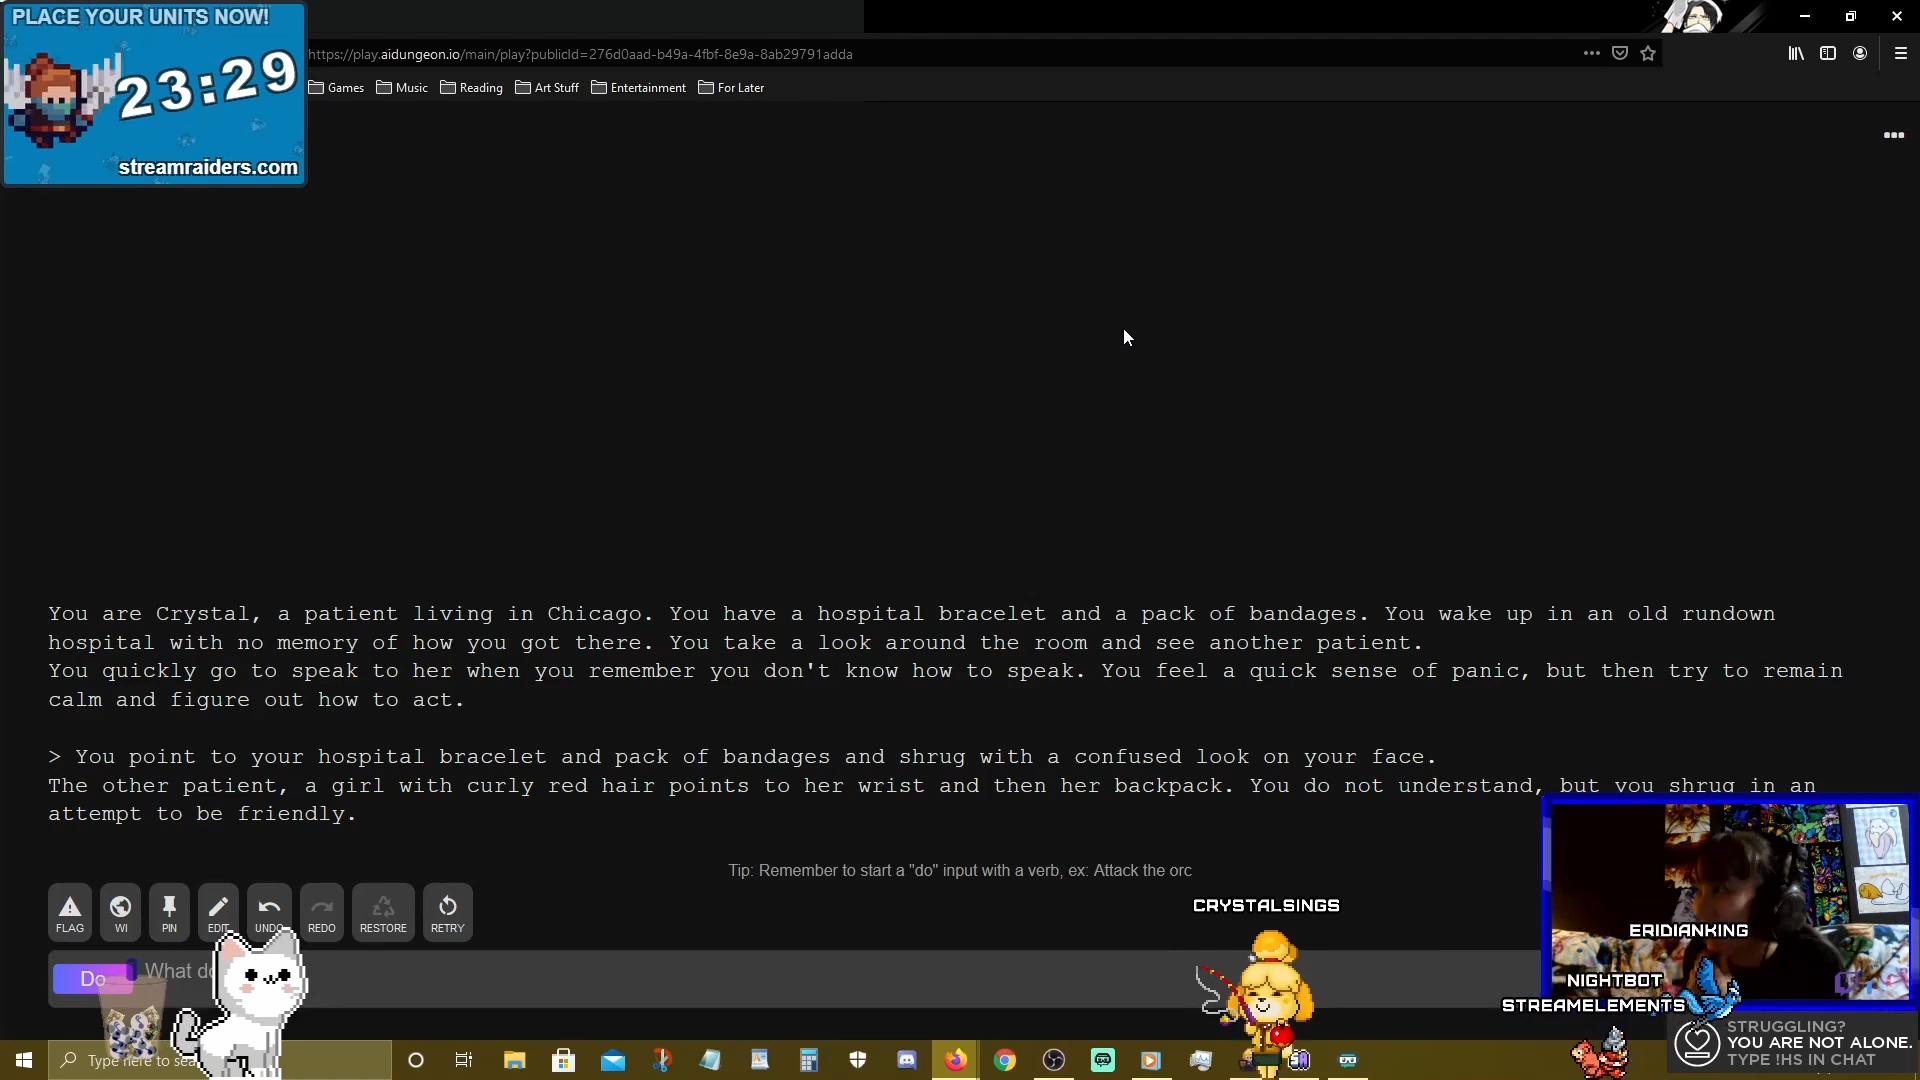 PLACE YOUR UNITS NOW!
23:29
streamraiders.com
https://play.aidungeon.io/main/play?publicId=276d0aad-b49a-4fbf-8e9a-8ab29791adda
Games Music Reading Art Stuff Entertainment For Later
You are Crystal, a patient living in Chicago. You have a hospital bracelet and a pack of bandages. You wake up in an old rundown
hospital with no memory of how you got there. You take a look around the room and see another patient.
You quickly go to speak to her when you remember you don't know how to speak. You feel a quick sense of panic, but then try to remain
calm and figure out how to act.
> You point to your hospital bracelet and pack of bandages and shrug with a confused look on your face.
The other patient, a girl with curly red hair points to her wrist and then her backpack. You do not understand, but you shrug in an
attempt to be friendly.
Tip: Remember to start a "do" input with a verb, ex: Attack the orc
FLAG WI PIN EDIT UNDO REDO RESTORE RETRY
CRYSTALSINGS
ERIDIANKING
Do What do
NIGHTBOT
STREAMELEMENTS
STRUGGLING?
YOU ARE NOT ALONE.
TYPE !HS IN CHAT
Type here to sea